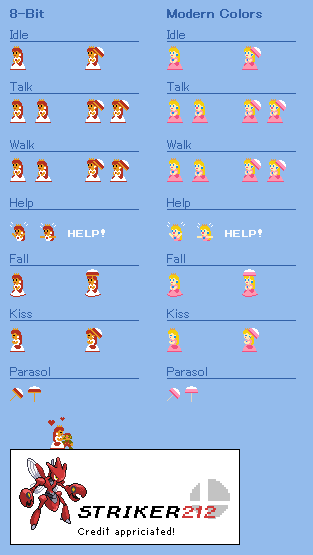 8-Bit Modern Colors
Idle Idle
Talk Talk
Walk Walk
Help Help
HELP! HELP!
Fall Fall
Kiss Kiss
Parasol Parasol
STRIKER212
Credit appriciated!